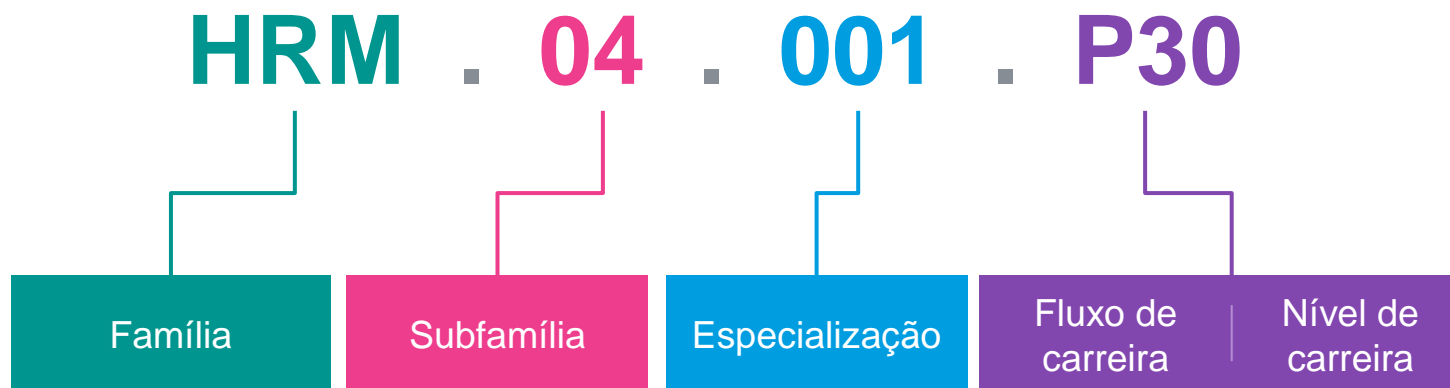 HRM . 04 . 001 . P30
Família
Subfamília
Especialização
Fluxo de
carreira
Nível de
carreira